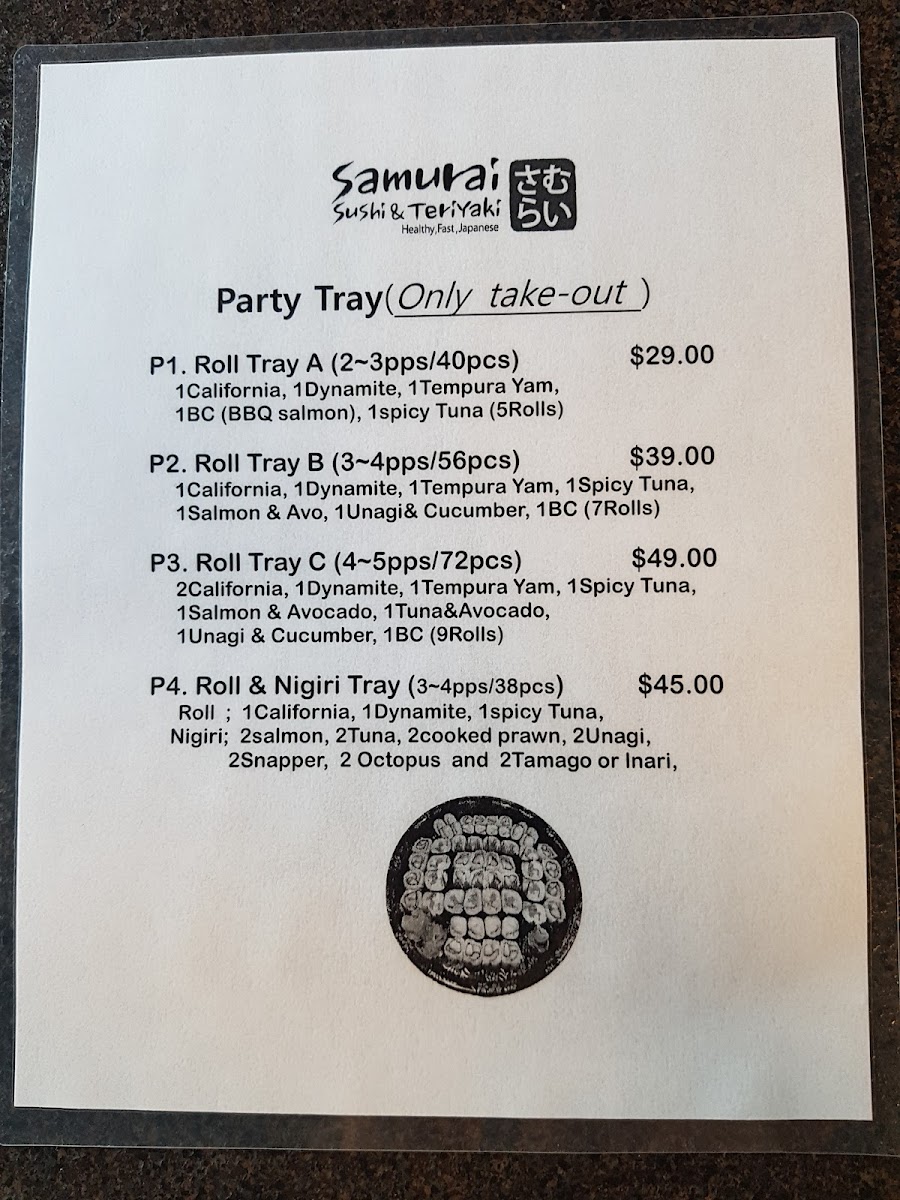 Samurai さむ
Sushi & Teriyaki らい
Healthy,Fast,Japanese
Party Tray(Only take-out )
P1. Roll Tray A (2~3pps/40pcs) $29.00
1California, 1Dynamite, 1Tempura Yam,
1BC (BBQ salmon), 1spicy Tuna (5Rolls)
P2. Roll Tray B (3~4pps/56pcs) $39.00
1California, 1Dynamite, 1Tempura Yam, 1Spicy Tuna,
1Salmon & Avo, 1Unagi& Cucumber, 1BC (7Rolls)
P3. Roll Tray C (4~5pps/72pcs) $49.00
2California, 1Dynamite, 1Tempura Yam, 1Spicy Tuna,
1Salmon & Avocado, 1Tuna&Avocado,
1Unagi & Cucumber, 1BC (9Rolls)
P4. Roll & Nigiri Tray (3~4pps/38pcs) $45.00
Roll ; 1California, 1Dynamite, 1spicy Tuna,
Nigiri; 2salmon, 2Tuna, 2cooked prawn, 2Unagi,
2Snapper, 2 Octopus and 2Tamago or Inari,